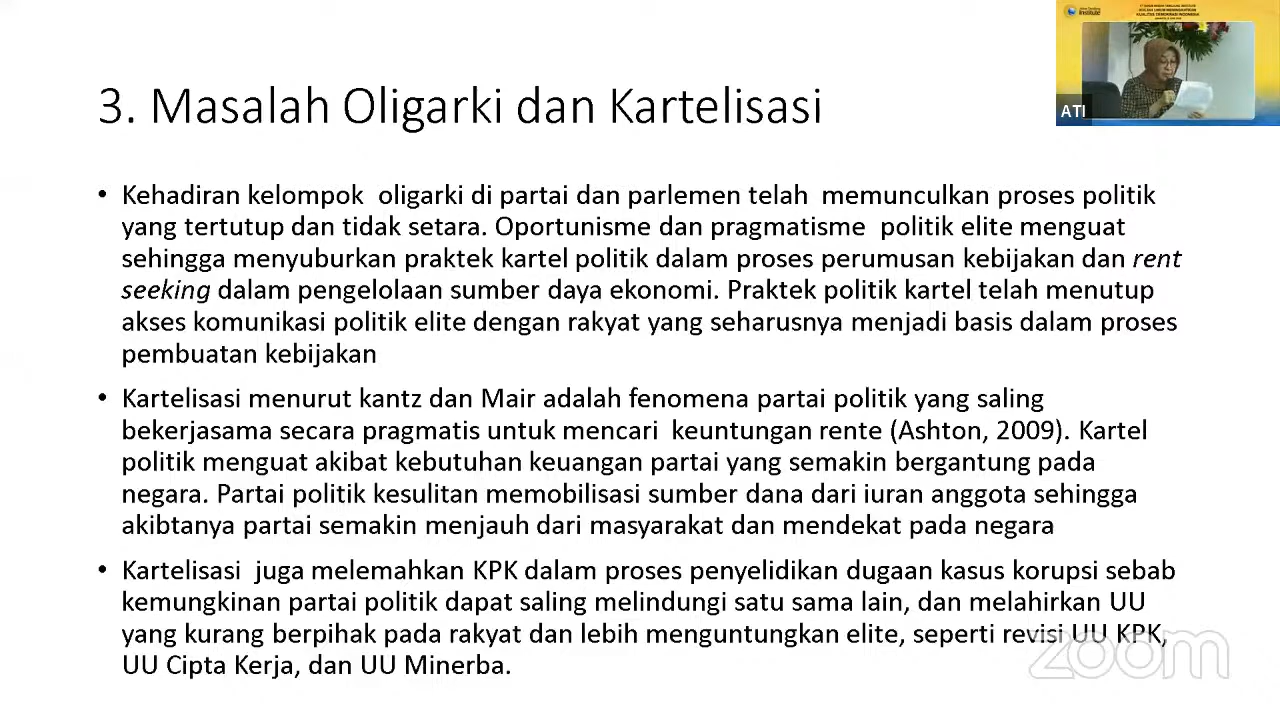 3. Masalah Oligarki dan Kartelisasi
ATI
• Kehadiran kelompok oligarki di partai dan parlemen telah memunculkan proses politik
yang tertutup dan tidak setara. Oportunisme dan pragmatisme politik elite menguat
sehingga menyuburkan praktek kartel politik dalam proses perumusan kebijakan dan rent
seeking dalam pengelolaan sumber daya ekonomi. Praktek politik kartel telah menutup
akses komunikasi politik elite dengan rakyat yang seharusnya menjadi basis dalam proses
pembuatan kebijakan
• Kartelisasi menurut kantz dan Mair adalah fenomena partai politik yang saling
bekerjasama secara pragmatis untuk mencari keuntungan rente (Ashton, 2009). Kartel
politik menguat akibat kebutuhan keuangan partai yang semakin bergantung pada
negara. Partai politik kesulitan memobilisasi sumber dana dari iuran anggota sehingga
akibtanya partai semakin menjauh dari masyarakat dan mendekat pada negara
• Kartelisasi juga melemahkan KPK dalam proses penyelidikan dugaan kasus korupsi sebab
kemungkinan partai politik dapat saling melindungi satu sama lain, dan melahirkan UU
yang kurang berpihak pada rakyat dan lebih menguntungkan elite, seperti revisi UU KPK,
UU Cipta Kerja, dan UU Minerba.
zoom